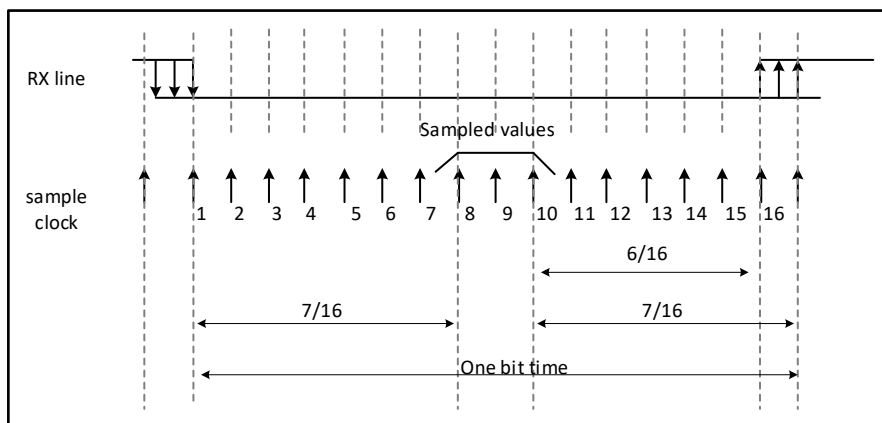 RX line
Sampled values
sample
clock
1 2 3 4 5 6 7 8 9 10 11 12 13 14 15 16
6/16
7/16 7/16
One bit time